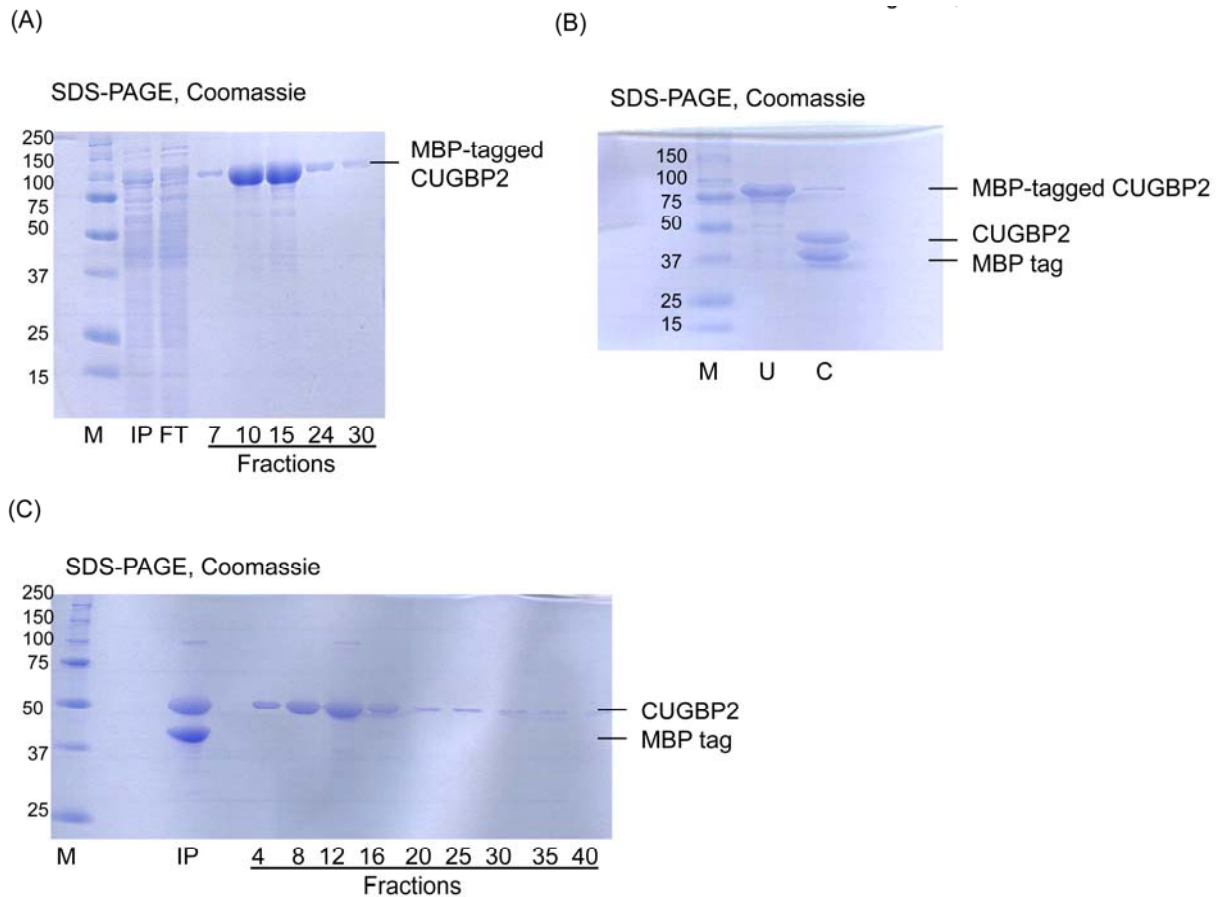 (A)
SDS-PAGE, Coomassie
250
150
100
75
50
37
25
15
MBP-tagged
CUGBP2
M IP FT 7 10 15 24 30
Fractions
(B)
SDS-PAGE, Coomassie
150
100
75
50
37
25
15
MBP-tagged CUGBP2
CUGBP2
MBP tag
M U C
(C)
SDS-PAGE, Coomassie
250
150
100
75
50
37
25
CUGBP2
MBP tag
M IP 4 8 12 16 20 25 30 35 40
Fractions